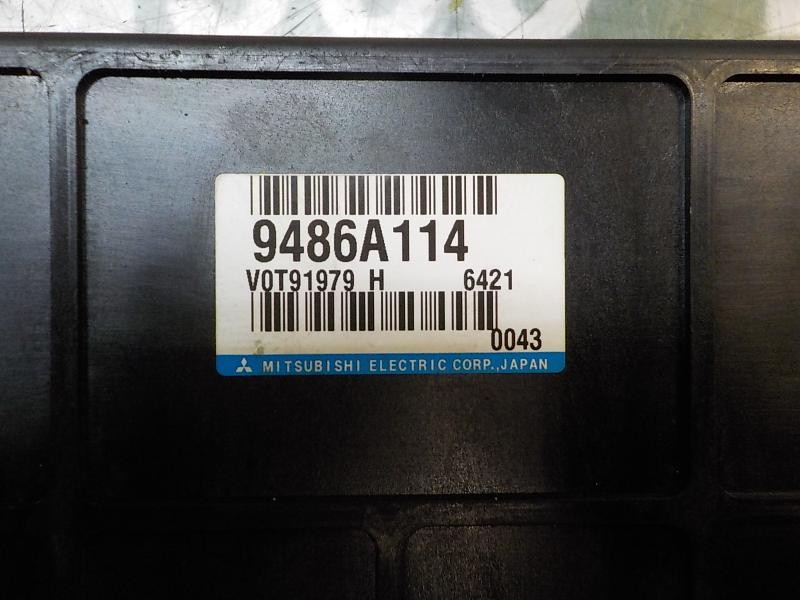 9486A114
V0T91979 H 6421
0043
MITSUBISHI ELECTRIC CORP.,JAPAN